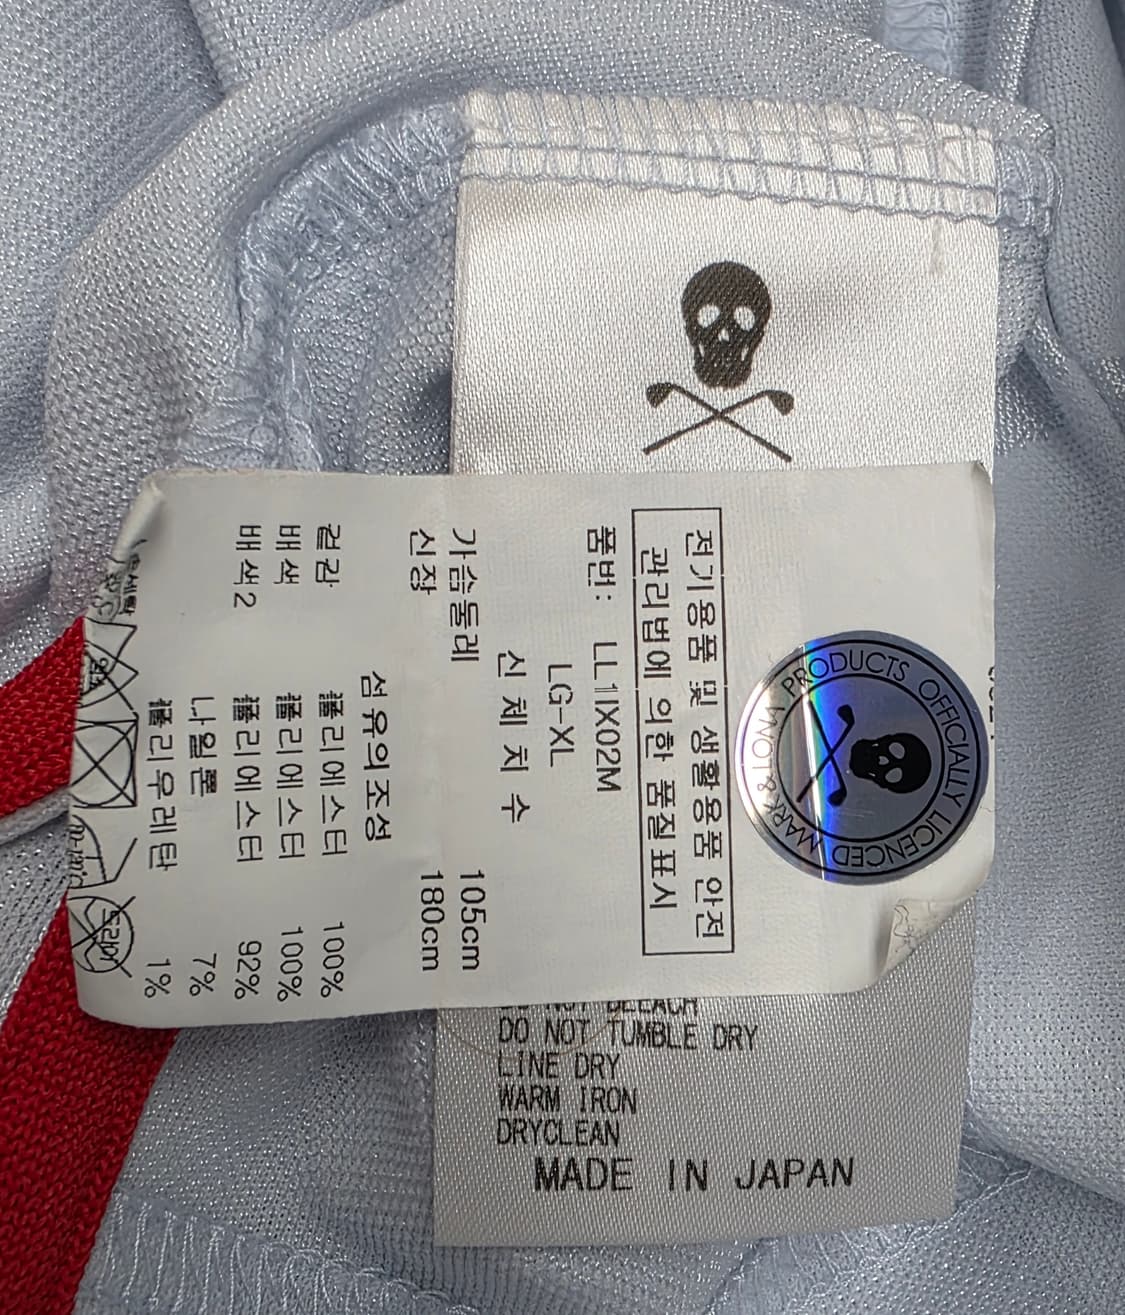 전기용품 및 생활용품 안전
관리법에 의한 품질표시
품번: LL1IX02M
LG-XL
신 체 치 수
가슴둘레 105cm
신장 180cm
섬유의조성
겉감 폴리에스터 100%
배색 폴리에스터 100%
배색2 폴리에스터 92%
나일론 7%
폴리우레탄 1%
PRODUCTS OFFICIALLY LICENCED MARK & LONA
DO NOT TUMBLE DRY
LINE DRY
WARM IRON
DRYCLEAN
MADE IN JAPAN